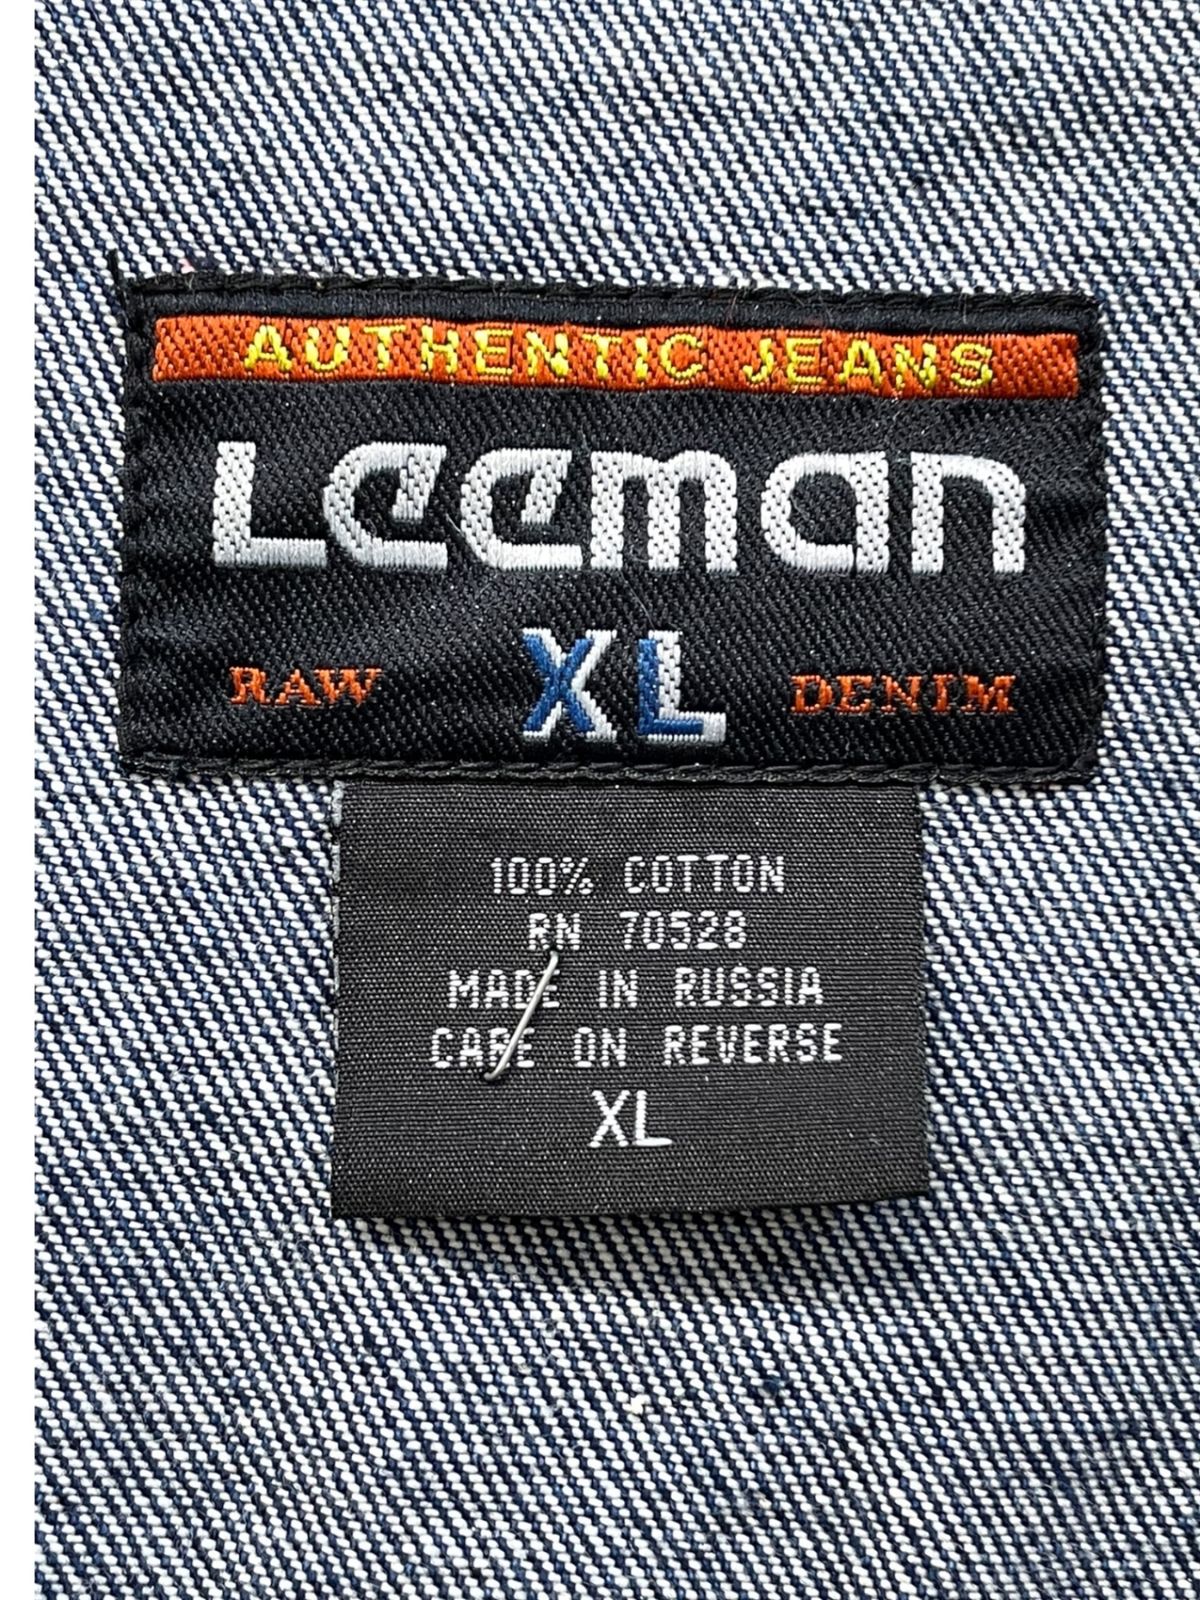 AUTHENTIC JEANS
Leeman
RAW XL DENIM
100% COTTON
RN 70528
MADE IN RUSSIA
CARE ON REVERSE
XL